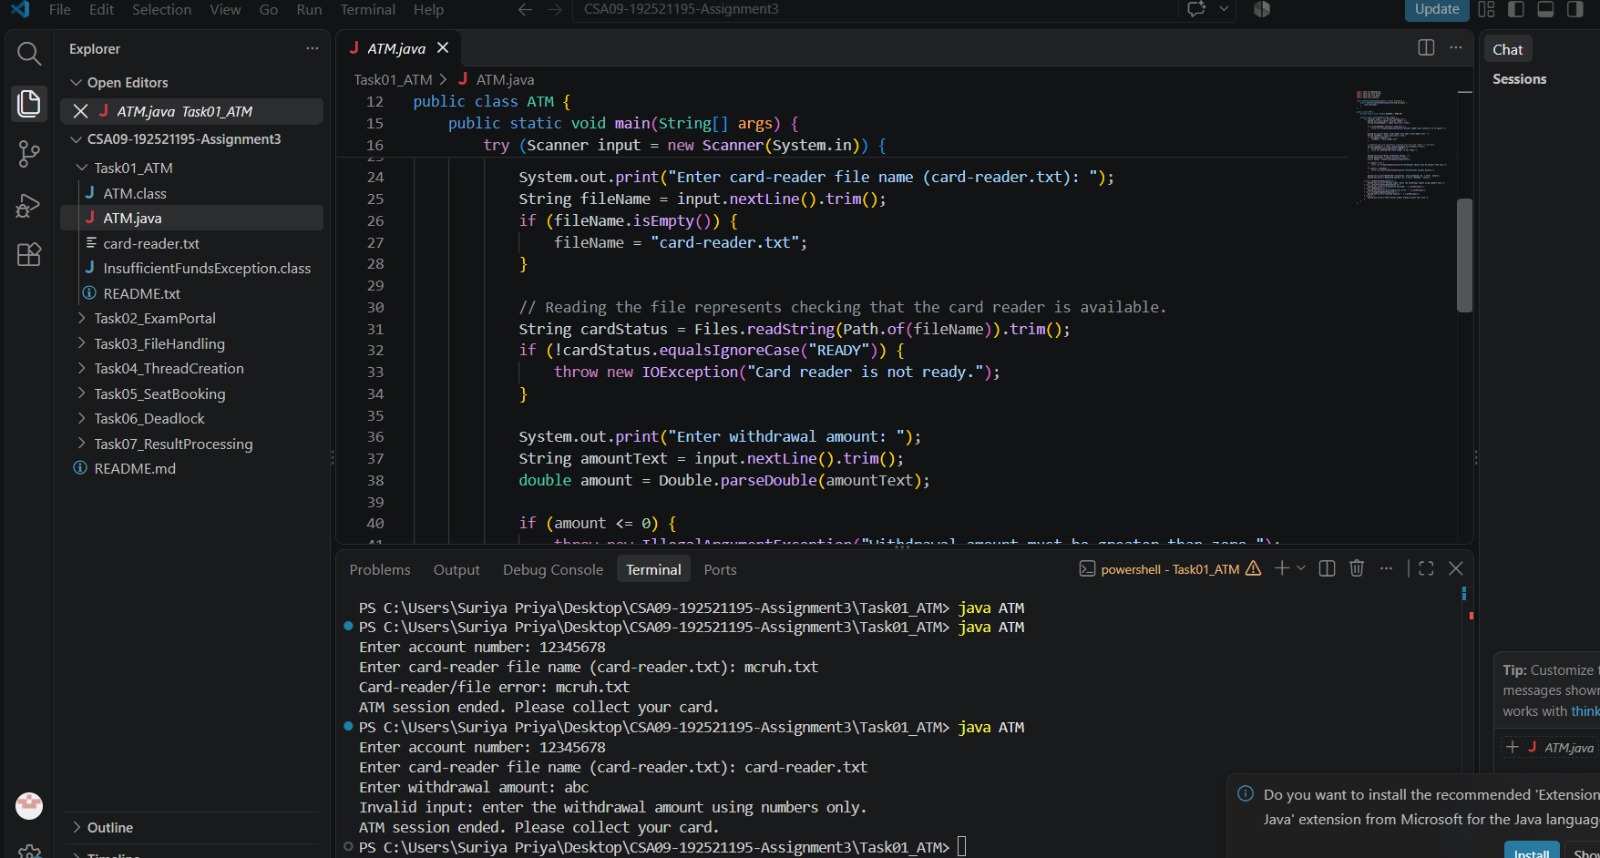 File Edit Selection View Go Run Terminal Help
CSA09-192521195-Assignment3
Update
Explorer
Open Editors
ATM.java Task01_ATM
CSA09-192521195-Assignment3
Task01_ATM
ATM.class
ATM.java
card-reader.txt
InsufficientFundsException.class
README.txt
Task02_ExamPortal
Task03_FileHandling
Task04_ThreadCreation
Task05_SeatBooking
Task06_Deadlock
Task07_ResultProcessing
README.md
Outline
ATM.java
Task01_ATM > ATM.java
12 public class ATM {
15 public static void main(String[] args) {
16 try (Scanner input = new Scanner(System.in)) {
24 System.out.print("Enter card-reader file name (card-reader.txt): ");
25 String fileName = input.nextLine().trim();
26 if (fileName.isEmpty()) {
27 fileName = "card-reader.txt";
28 }
29
30 // Reading the file represents checking that the card reader is available.
31 String cardStatus = Files.readString(Path.of(fileName)).trim();
32 if (!cardStatus.equalsIgnoreCase("READY")) {
33 throw new IOException("Card reader is not ready.");
34 }
35
36 System.out.print("Enter withdrawal amount: ");
37 String amountText = input.nextLine().trim();
38 double amount = Double.parseDouble(amountText);
39
40 if (amount <= 0) {
41 throw new IllegalArgumentException("Withdrawal amount must be greater than zero.");
Problems Output Debug Console Terminal Ports
powershell - Task01_ATM
PS C:\Users\Suriya Priya\Desktop\CSA09-192521195-Assignment3\Task01_ATM> java ATM
PS C:\Users\Suriya Priya\Desktop\CSA09-192521195-Assignment3\Task01_ATM> java ATM
Enter account number: 12345678
Enter card-reader file name (card-reader.txt): mcruh.txt
Card-reader/file error: mcruh.txt
ATM session ended. Please collect your card.
PS C:\Users\Suriya Priya\Desktop\CSA09-192521195-Assignment3\Task01_ATM> java ATM
Enter account number: 12345678
Enter card-reader file name (card-reader.txt): card-reader.txt
Enter withdrawal amount: abc
Invalid input: enter the withdrawal amount using numbers only.
ATM session ended. Please collect your card.
PS C:\Users\Suriya Priya\Desktop\CSA09-192521195-Assignment3\Task01_ATM>
Chat
Sessions
Tip: Customize
messages shown
works with think
ATM.java
Do you want to install the recommended 'Extension
Java' extension from Microsoft for the Java language
Install